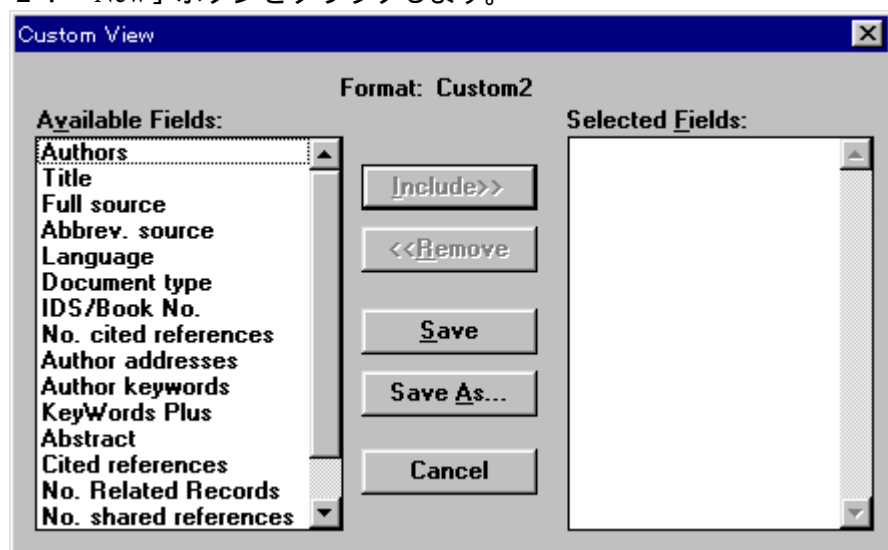 Custom View
Format: Custom2
Available Fields:
Selected Fields:
Authors
Title
Full source
Abbrev. source
Language
Document type
IDS/Book No.
No. cited references
Author addresses
Author keywords
KeyWords Plus
Abstract
Cited references
No. Related Records
No. shared references
Include>>
<<Remove
Save
Save As...
Cancel